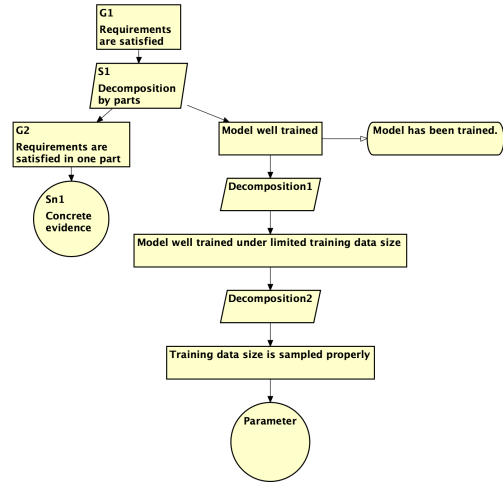 G1
Requirements
are satisfied
S1
Decomposition
by parts
G2
Requirements are
satisfied in one part
Model well trained
Model has been trained.
Sn1
Concrete
evidence
Decomposition1
Model well trained under limited training data size
Decomposition2
Training data size is sampled properly
Parameter